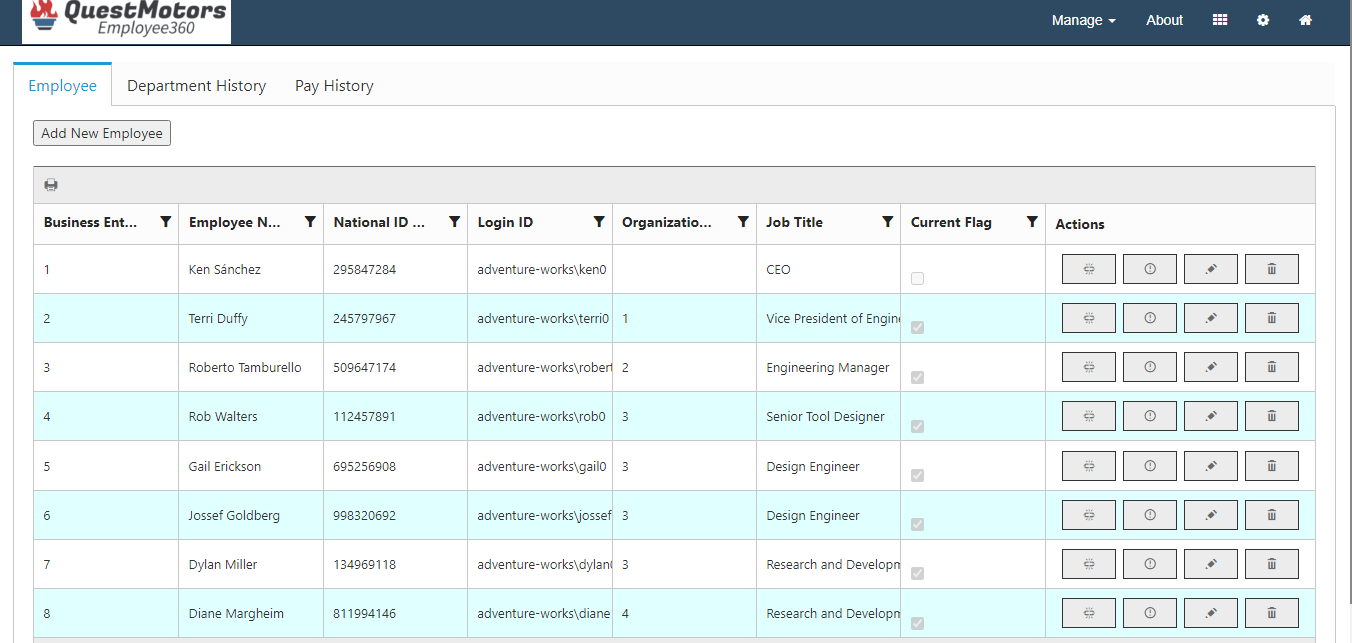 QuestMotors
Employee360
Manage About
Employee Department History Pay History
Add New Employee
Business Ent... Employee N... National ID ... Login ID Organizatio... Job Title Current Flag Actions
1 Ken Sánchez 295847284 adventure-works\ken0 CEO
2 Terri Duffy 245797967 adventure-works\terri0 1 Vice President of Engine
3 Roberto Tamburello 509647174 adventure-works\robert 2 Engineering Manager
4 Rob Walters 112457891 adventure-works\rob0 3 Senior Tool Designer
5 Gail Erickson 695256908 adventure-works\gail0 3 Design Engineer
6 Jossef Goldberg 998320692 adventure-works\jossef 3 Design Engineer
7 Dylan Miller 134969118 adventure-works\dylan0 3 Research and Developm
8 Diane Margheim 811994146 adventure-works\diane 4 Research and Developm